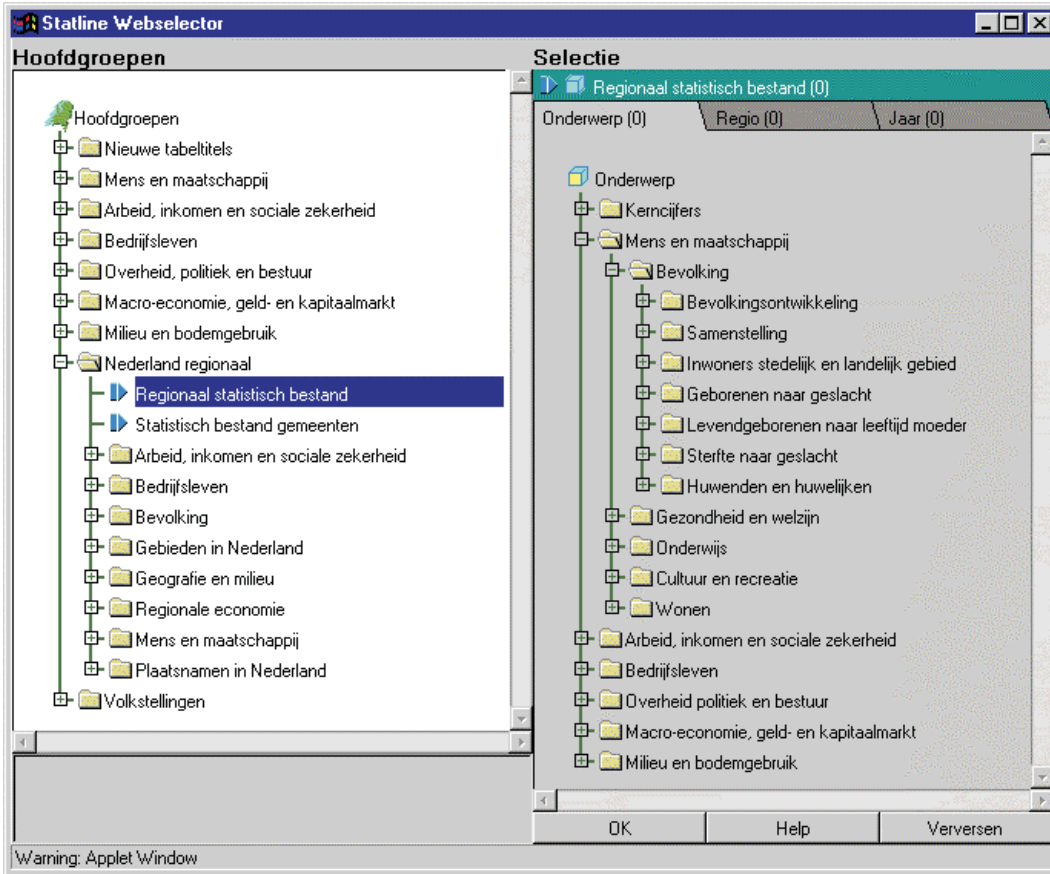 Statline Webselector
Hoofdgroepen
Hoofdgroepen
Nieuwe tabeltitels
Mens en maatschappij
Arbeid, inkomen en sociale zekerheid
Bedrijfsleven
Overheid, politiek en bestuur
Macro-economie, geld- en kapitaalmarkt
Milieu en bodemgebruik
Nederland regionaal
Regionaal statistisch bestand
Statistisch bestand gemeenten
Arbeid, inkomen en sociale zekerheid
Bedrijfsleven
Bevolking
Gebieden in Nederland
Geografie en milieu
Regionale economie
Mens en maatschappij
Plaatsnamen in Nederland
Volkstellingen
Selectie
Regionaal statistisch bestand (0)
Onderwerp (0) Regio (0) Jaar (0)
Onderwerp
Kerncijfers
Mens en maatschappij
Bevolking
Bevolkingsontwikkeling
Samenstelling
Inwoners stedelijk en landelijk gebied
Geborenen naar geslacht
Levendgeborenen naar leeftijd moeder
Sterfte naar geslacht
Huwenden en huwelijken
Gezondheid en welzijn
Onderwijs
Cultuur en recreatie
Wonen
Arbeid, inkomen en sociale zekerheid
Bedrijfsleven
Overheid politiek en bestuur
Macro-economie, geld- en kapitaalmarkt
Milieu en bodemgebruik
OK Help Verversen
Warning: Applet Window